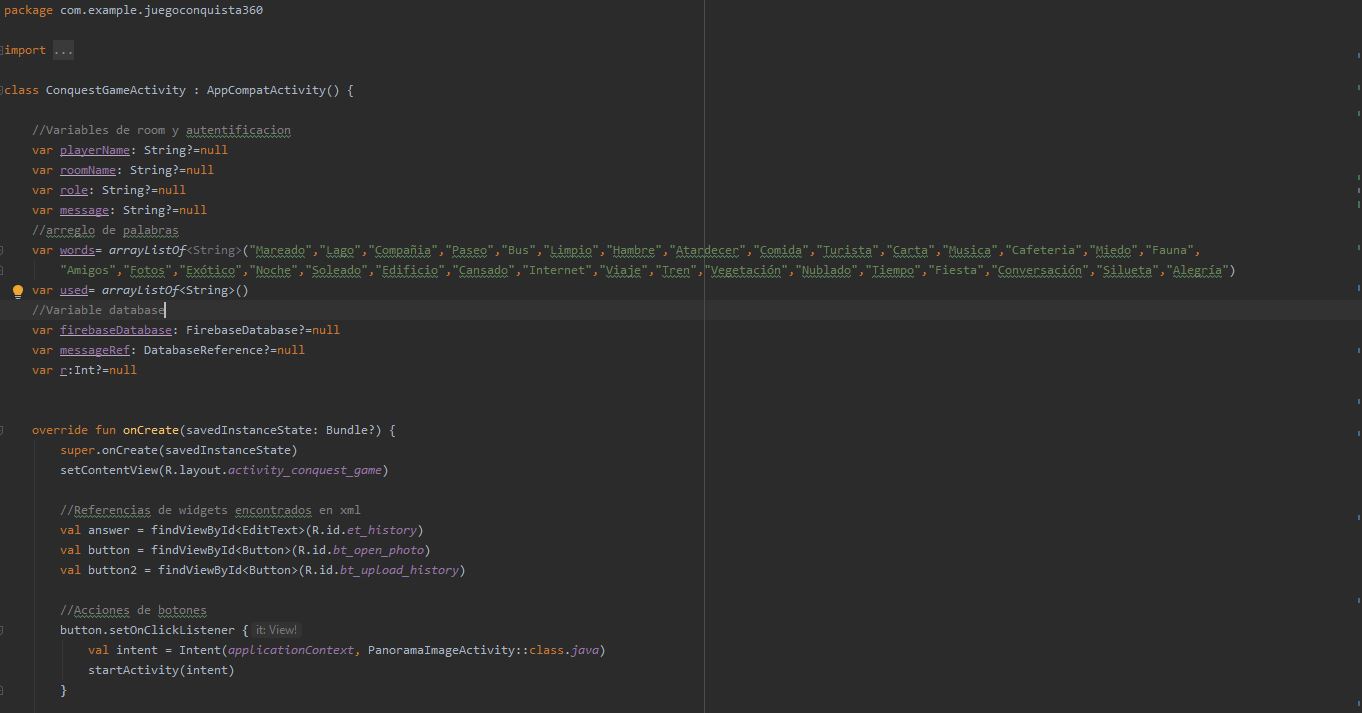 package com.example.juegoconquista360
import ...
class ConquestGameActivity : AppCompatActivity() {
//Variables de room y autentificacion
var playerName: String?=null
var roomName: String?=null
var role: String?=null
var message: String?=null
//arreglo de palabras
var words= arrayListOf<String>("Mareado","Lago","Compañia","Paseo","Bus","Limpio","Hambre","Atardecer","Comida","Turista","Carta","Musica","Cafeteria","Miedo","Fauna",
"Amigos","Fotos","Exótico","Noche","Soleado","Edificio","Cansado","Internet","Viaje","Tren","Vegetación","Nublado","Tiempo","Fiesta","Conversación","Silueta","Alegría")
var used= arrayListOf<String>()
//Variable database
var firebaseDatabase: FirebaseDatabase?=null
var messageRef: DatabaseReference?=null
var r:Int?=null
override fun onCreate(savedInstanceState: Bundle?) {
super.onCreate(savedInstanceState)
setContentView(R.layout.activity_conquest_game)
//Referencias de widgets encontrados en xml
val answer = findViewById<EditText>(R.id.et_history)
val button = findViewById<Button>(R.id.bt_open_photo)
val button2 = findViewById<Button>(R.id.bt_upload_history)
//Acciones de botones
button.setOnClickListener { it: View!
val intent = Intent(applicationContext, PanoramaImageActivity::class.java)
startActivity(intent)
}